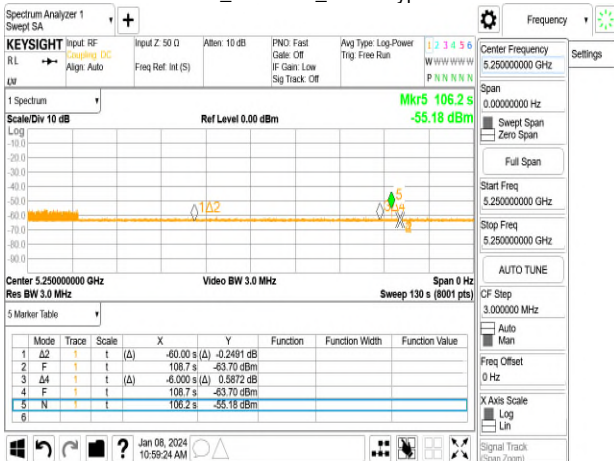 Spectrum Analyzer 1
Swept SA
Frequency
KEYSIGHT Input: RF Input Z: 50 Ω Atten: 10 dB PNO: Fast Avg Type: Log-Power 1 2 3 4 5 6
RL Coupling: DC Gate: Off Trig: Free Run
Align: Auto Freq Ref: Int (S) IF Gain: Low W W W W W W
Sig Track: Off P N N N N N
Center Frequency
5.250000000 GHz
Settings
1 Spectrum
Mkr5 106.2 s
Scale/Div 10 dB Ref Level 0.00 dBm -55.18 dBm
Log
-10.0
-20.0
-30.0
-40.0
-50.0
-60.0
-70.0
-80.0
-90.0
1Δ2
5
Center 5.250000000 GHz Video BW 3.0 MHz Span 0 Hz
Res BW 3.0 MHz Sweep 130 s (8001 pts)
Span
0.00000000 Hz
Swept Span
Zero Span
Full Span
Start Freq
5.250000000 GHz
Stop Freq
5.250000000 GHz
AUTO TUNE
CF Step
3.000000 MHz
Auto
Man
Freq Offset
0 Hz
X Axis Scale
Log
Lin
Signal Track
(Span Zoom)
5 Marker Table
Mode Trace Scale X Y Function Function Width Function Value
1 Δ2 1 t (Δ) -60.00 s (Δ) -0.2491 dB
2 F 1 t 108.7 s -63.70 dBm
3 Δ4 1 t (Δ) -6.000 s (Δ) 0.5872 dB
4 F 1 t 108.7 s -63.70 dBm
5 N 1 t 106.2 s -55.18 dBm
6
? Jan 08, 2024
10:59:24 AM